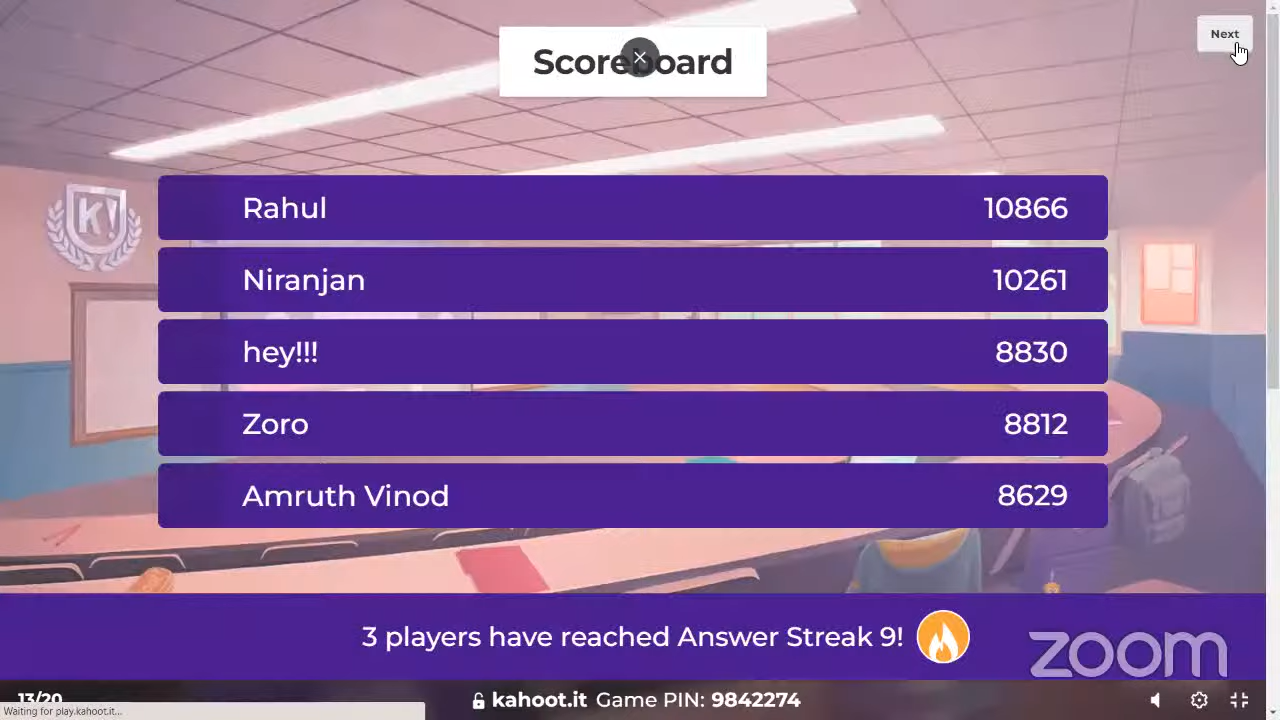 Next
Scoreboard
K!
Rahul 10866
Niranjan 10261
hey!!! 8830
Zoro 8812
Amruth Vinod 8629
3 players have reached Answer Streak 9!
zoom
13/20
kahoot.it Game PIN: 9842274
Waiting for play.kahoot.it...